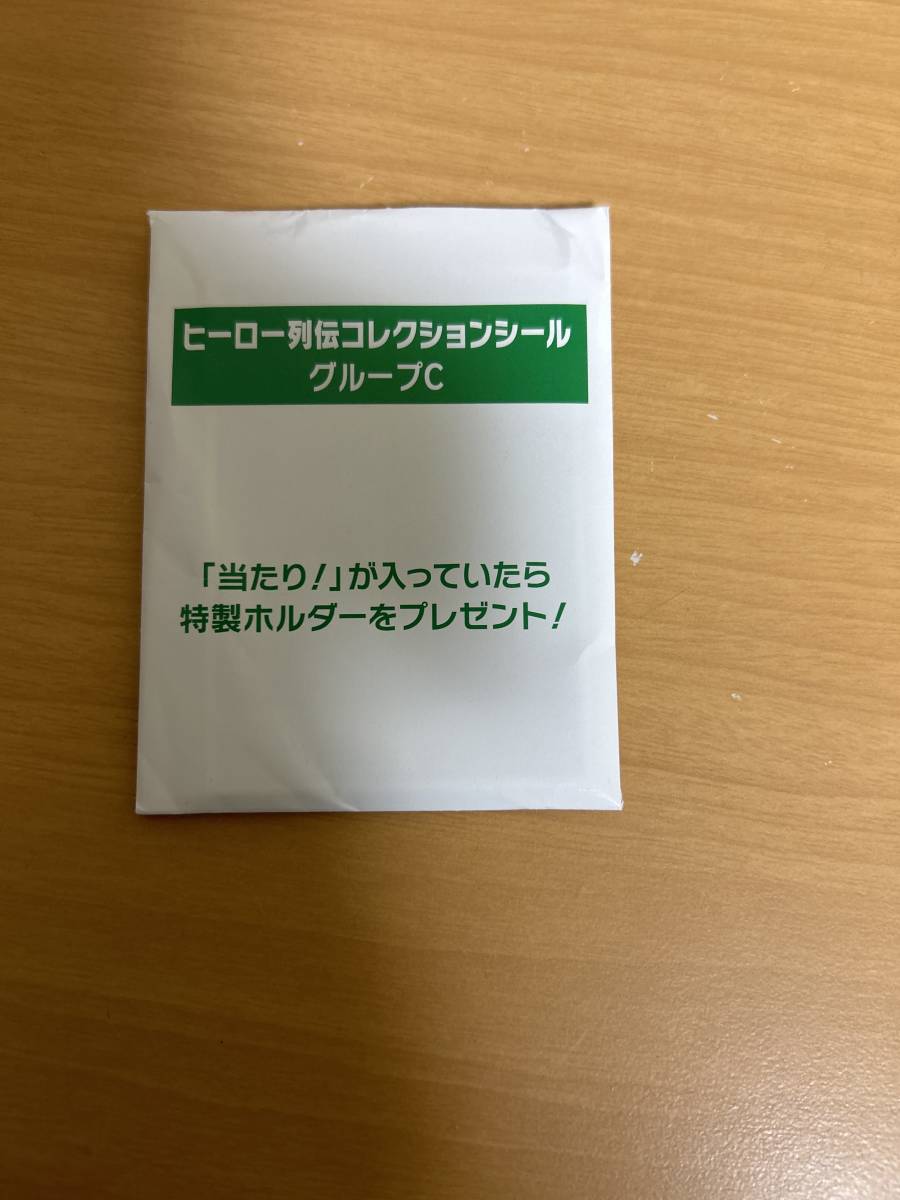 ヒーロー列伝コレクションシール
グループC
「当たり!」が入っていたら
特製ホルダーをプレゼント!